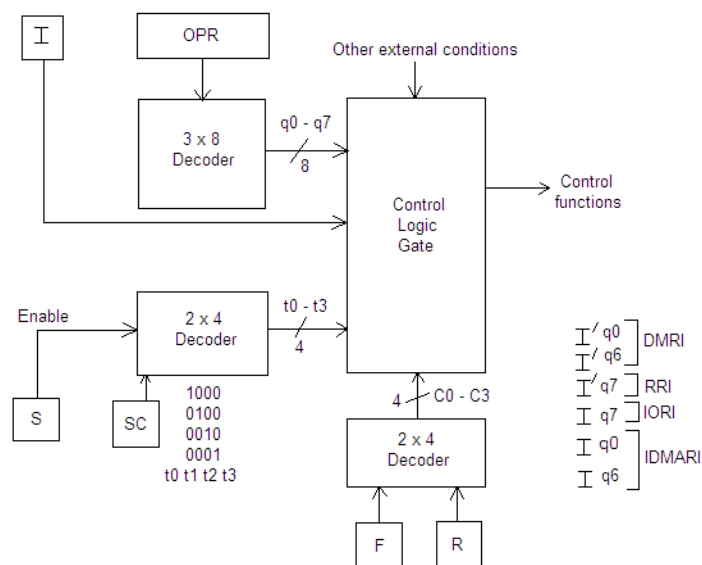 I
OPR
Other external conditions
3 x 8
Decoder
q0 - q7
8
Control
Logic
Gate
Control
functions
Enable
2 x 4
Decoder
t0 - t3
4
S
SC
1000
0100
0010
0001
t0 t1 t2 t3
4
C0 - C3
2 x 4
Decoder
F
R
I' q0
I' q6
DMRI
I' q7
RRI
I q7
IORI
I q0
I q6
IDMARI